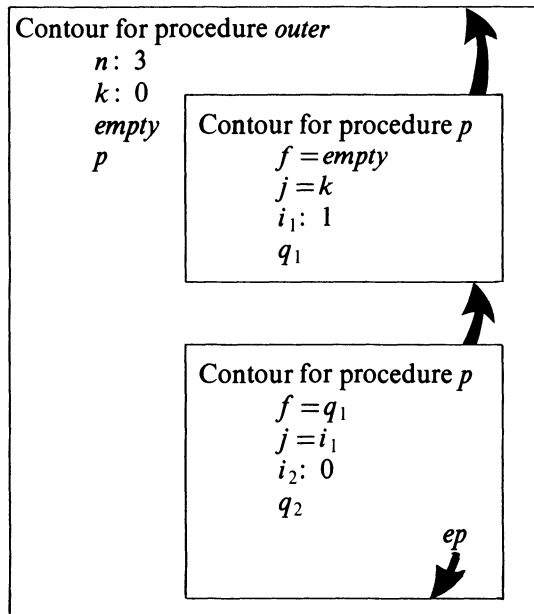 Contour for procedure outer
n: 3
k: 0
empty
p
Contour for procedure p
f = empty
j = k
i₁: 1
q₁
Contour for procedure p
f = q₁
j = i₁
i₂: 0
q₂
ep